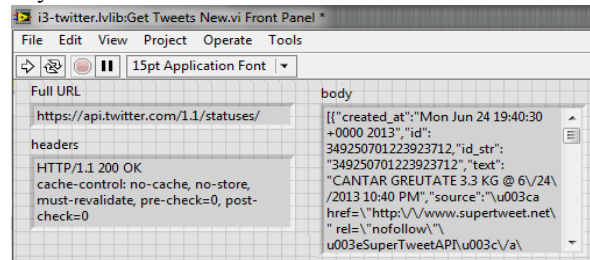 i3-twitter.lvlib:Get Tweets New.vi Front Panel *
File Edit View Project Operate Tools
15pt Application Font
Full URL
https://api.twitter.com/1.1/statuses/
headers
HTTP/1.1 200 OK
cache-control: no-cache, no-store,
must-revalidate, pre-check=0, post-
check=0
body
[{"created_at":"Mon Jun 24 19:40:30
+0000 2013","id":
349250701223923712,"id_str":
"349250701223923712","text":
"CANTAR GREUTATE 3.3 KG @ 6\/24\
/2013 10:40 PM","source":"\u003ca
href=\"http:\/\/www.supertweet.net\
" rel=\"nofollow\"\
u003eSuperTweetAPI\u003c\/a\